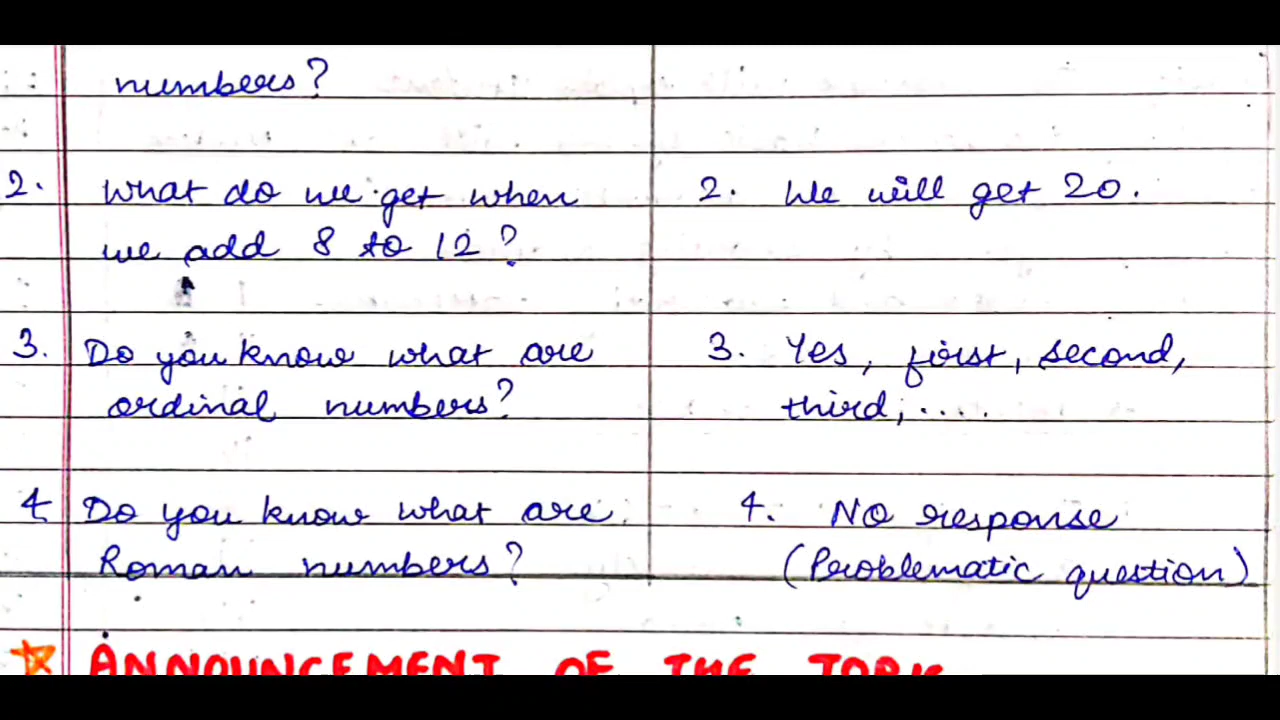 numbers?
2. What do we get when 2. We will get 20.
we add 8 to 12?
3. Do you know what are 3. Yes, first, second,
ordinal numbers? third, ....
4 Do you know what are 4. No response
Roman numbers? (Problematic question)
ANNOUNCEMENT OF THE TOPIC